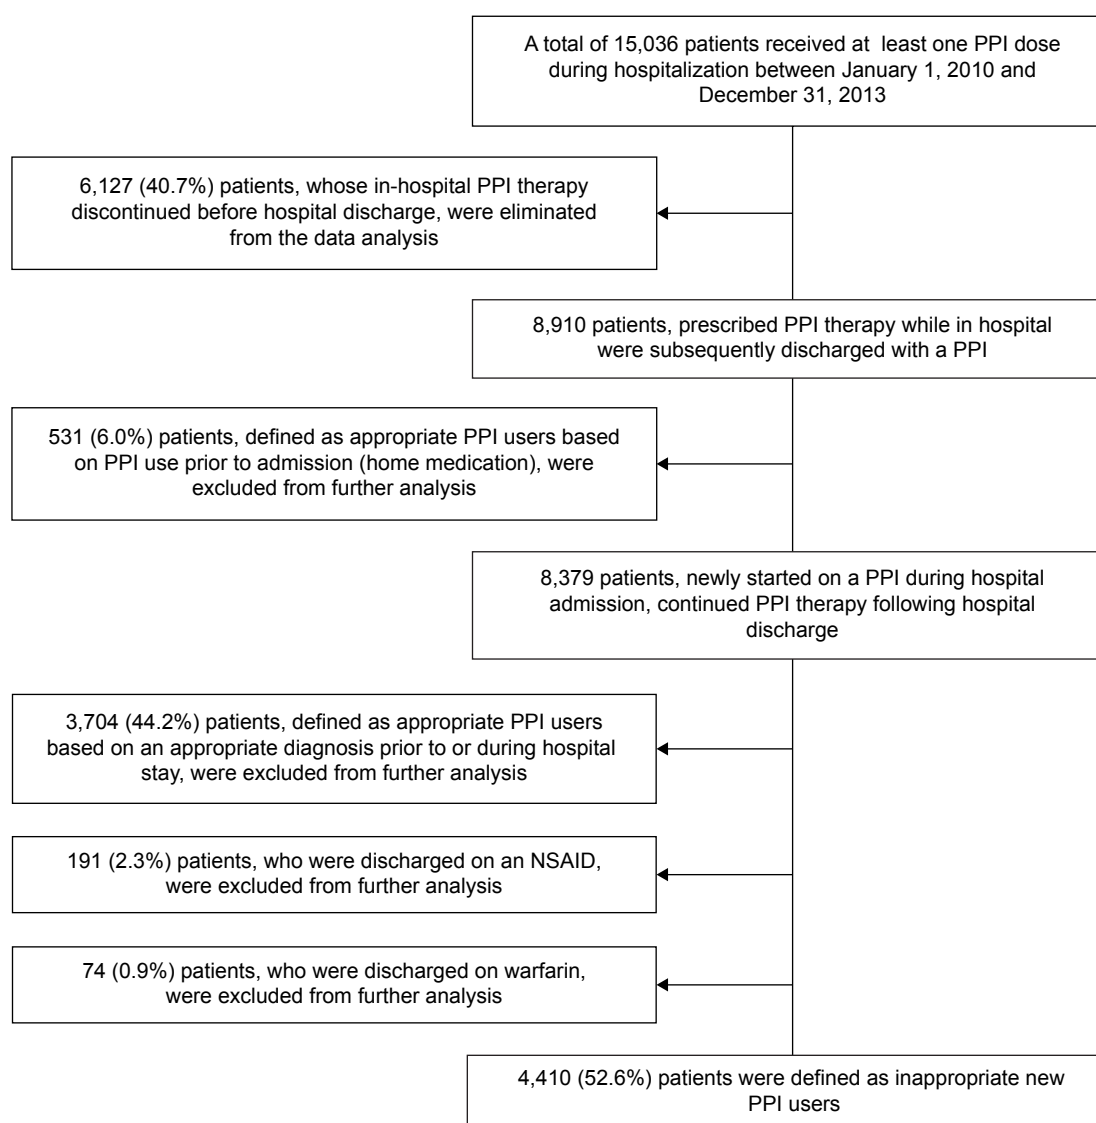 A total of 15,036 patients received at least one PPI dose
during hospitalization between January 1, 2010 and
December 31, 2013
6,127 (40.7%) patients, whose in-hospital PPI therapy
discontinued before hospital discharge, were eliminated
from the data analysis
8,910 patients, prescribed PPI therapy while in hospital
were subsequently discharged with a PPI
531 (6.0%) patients, defined as appropriate PPI users based
on PPI use prior to admission (home medication), were
excluded from further analysis
8,379 patients, newly started on a PPI during hospital
admission, continued PPI therapy following hospital
discharge
3,704 (44.2%) patients, defined as appropriate PPI users
based on an appropriate diagnosis prior to or during hospital
stay, were excluded from further analysis
191 (2.3%) patients, who were discharged on an NSAID,
were excluded from further analysis
74 (0.9%) patients, who were discharged on warfarin,
were excluded from further analysis
4,410 (52.6%) patients were defined as inappropriate new
PPI users